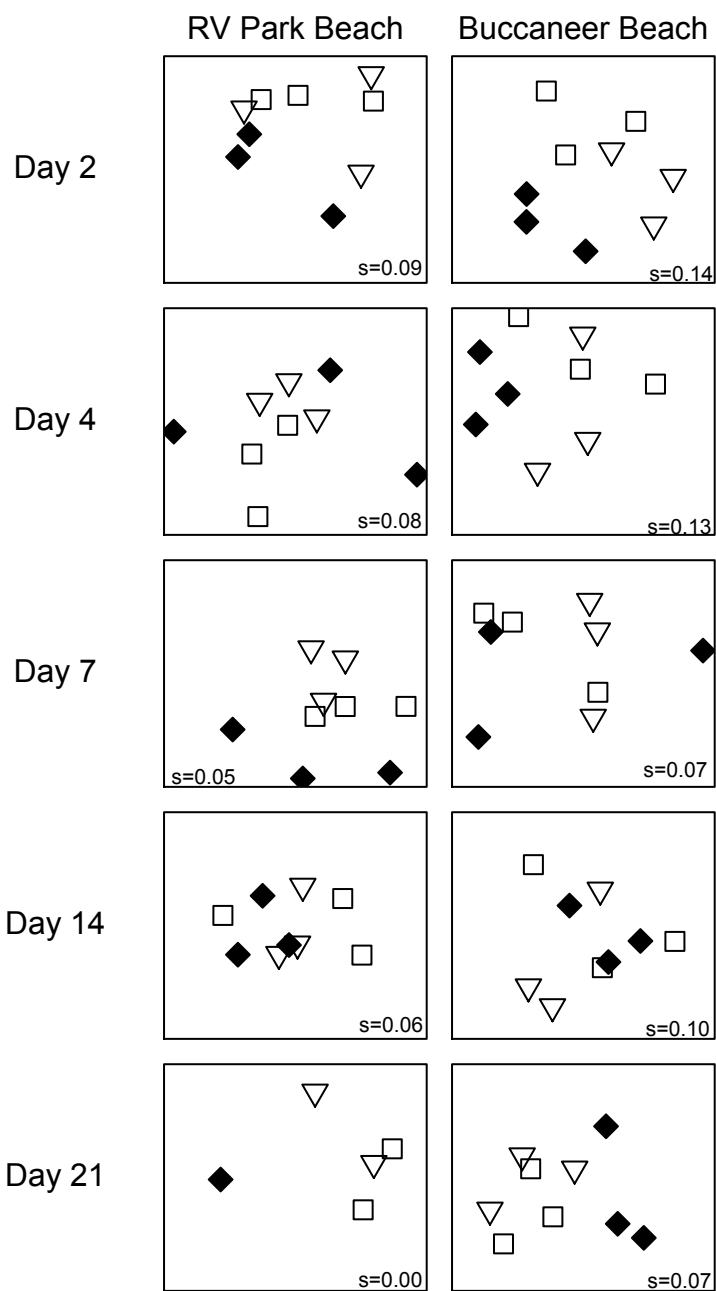 RV Park Beach Buccaneer Beach
Day 2
s=0.09 s=0.14
Day 4
s=0.08 s=0.13
Day 7
s=0.05 s=0.07
Day 14
s=0.06 s=0.10
Day 21
s=0.00 s=0.07